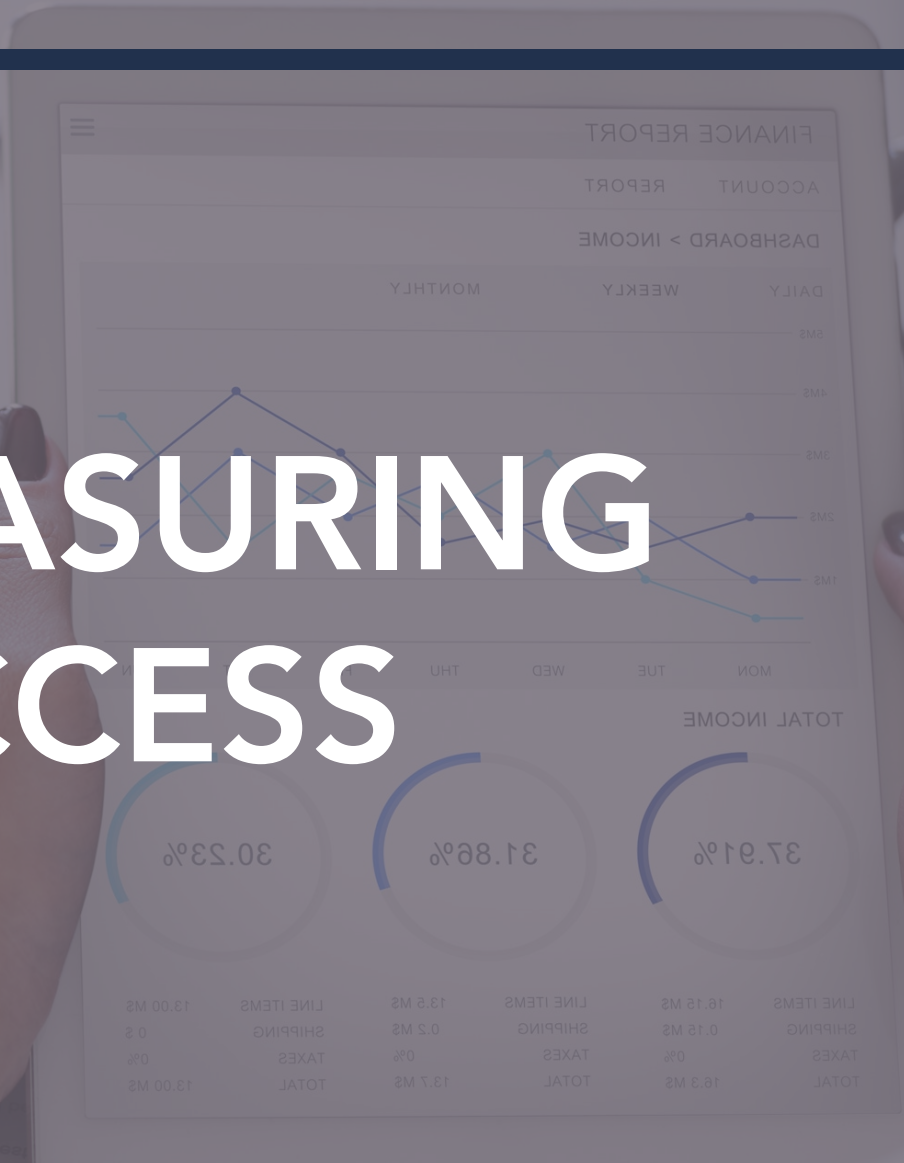 ASURING
CCESS
FINANCE REPORT
ACCOUNT REPORT
DASHBOARD > INCOME
DAILY WEEKLY MONTHLY
4M$
3M$
2M$
1M$
MON TUE WED THU
TOTAL INCOME
37.91% 31.86% 30.23%
LINE ITEMS 16.15 M$ LINE ITEMS 13.5 M$ LINE ITEMS 13.00 M$
SHIPPING 0.15 M$ SHIPPING 0.2 M$ SHIPPING 0 $
TAXES 0% TAXES 0% TAXES 0%
TOTAL 16.3 M$ TOTAL 13.7 M$ TOTAL 13.00 M$